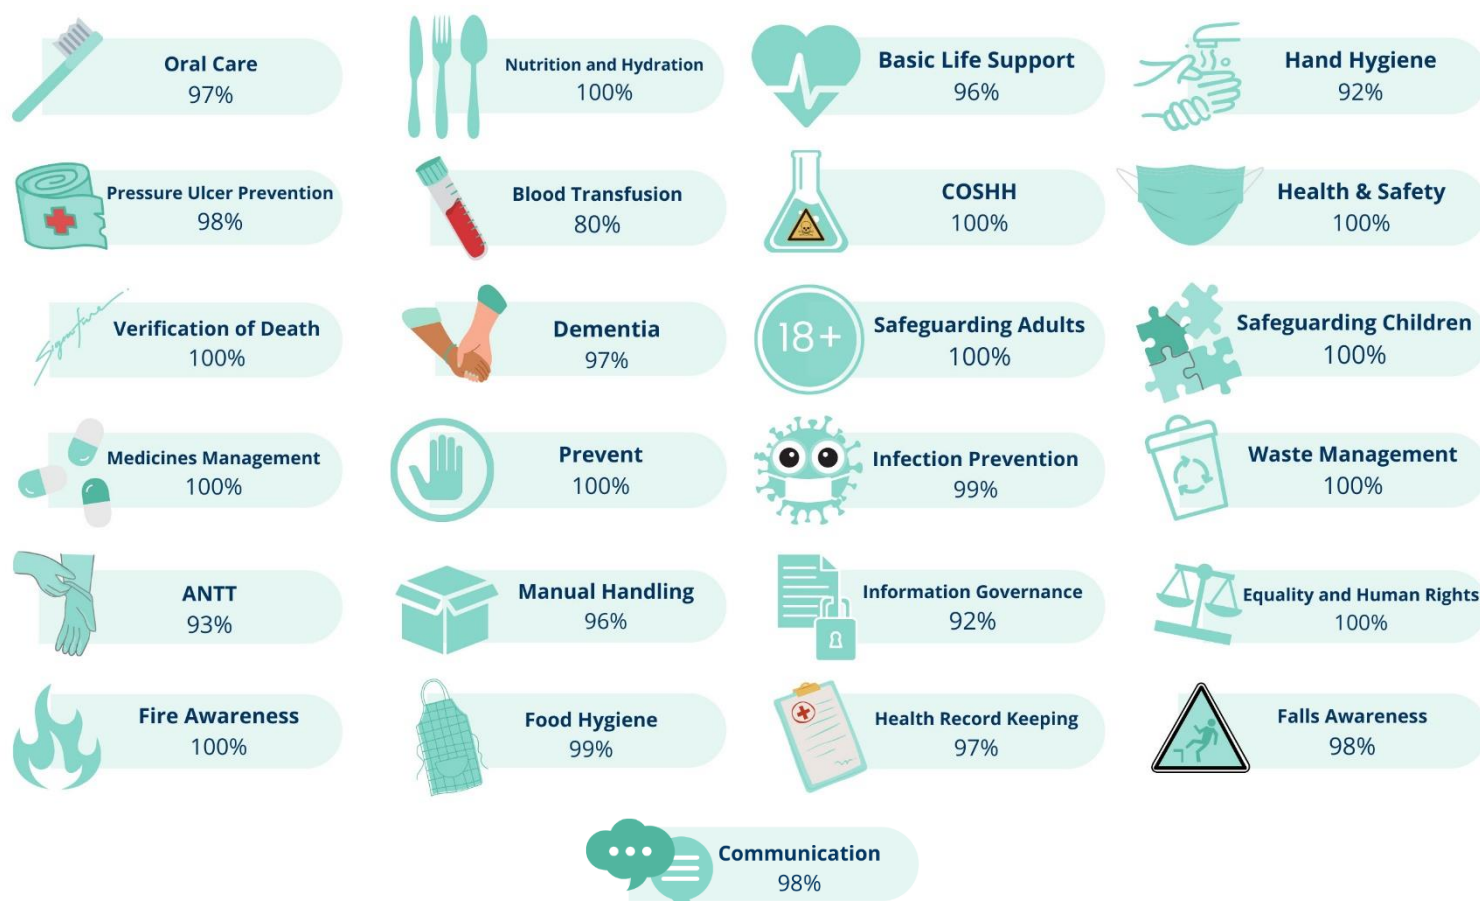 Oral Care
97%
Nutrition and Hydration
100%
Basic Life Support
96%
Hand Hygiene
92%
Pressure Ulcer Prevention
98%
Blood Transfusion
80%
COSHH
100%
Health & Safety
100%
Signature
Verification of Death
100%
Dementia
97%
18+
Safeguarding Adults
100%
Safeguarding Children
100%
Medicines Management
100%
Prevent
100%
Infection Prevention
99%
Waste Management
100%
ANTT
93%
Manual Handling
96%
Information Governance
92%
Equality and Human Rights
100%
Fire Awareness
100%
Food Hygiene
99%
Health Record Keeping
97%
Falls Awareness
98%
Communication
98%